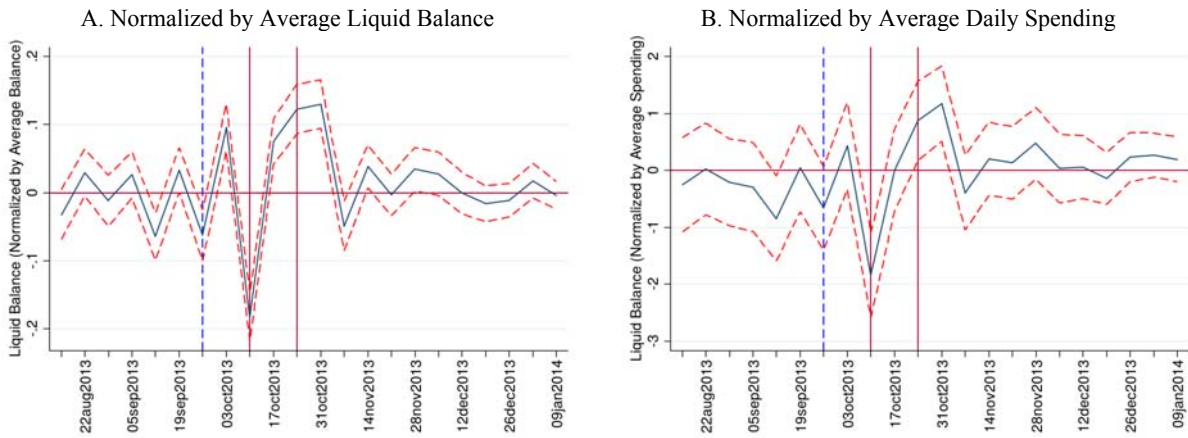 A. Normalized by Average Liquid Balance
Liquid Balance (Normalized by Average Balance)
.2
.1
0
-.1
-.2
22aug2013
05sep2013
19sep2013
03oct2013
17oct2013
31oct2013
14nov2013
28nov2013
12dec2013
26dec2013
09jan2014
B. Normalized by Average Daily Spending
Liquid Balance (Normalized by Average Spending)
2
1
0
-1
-2
-3
22aug2013
05sep2013
19sep2013
03oct2013
17oct2013
31oct2013
14nov2013
28nov2013
12dec2013
26dec2013
09jan2014